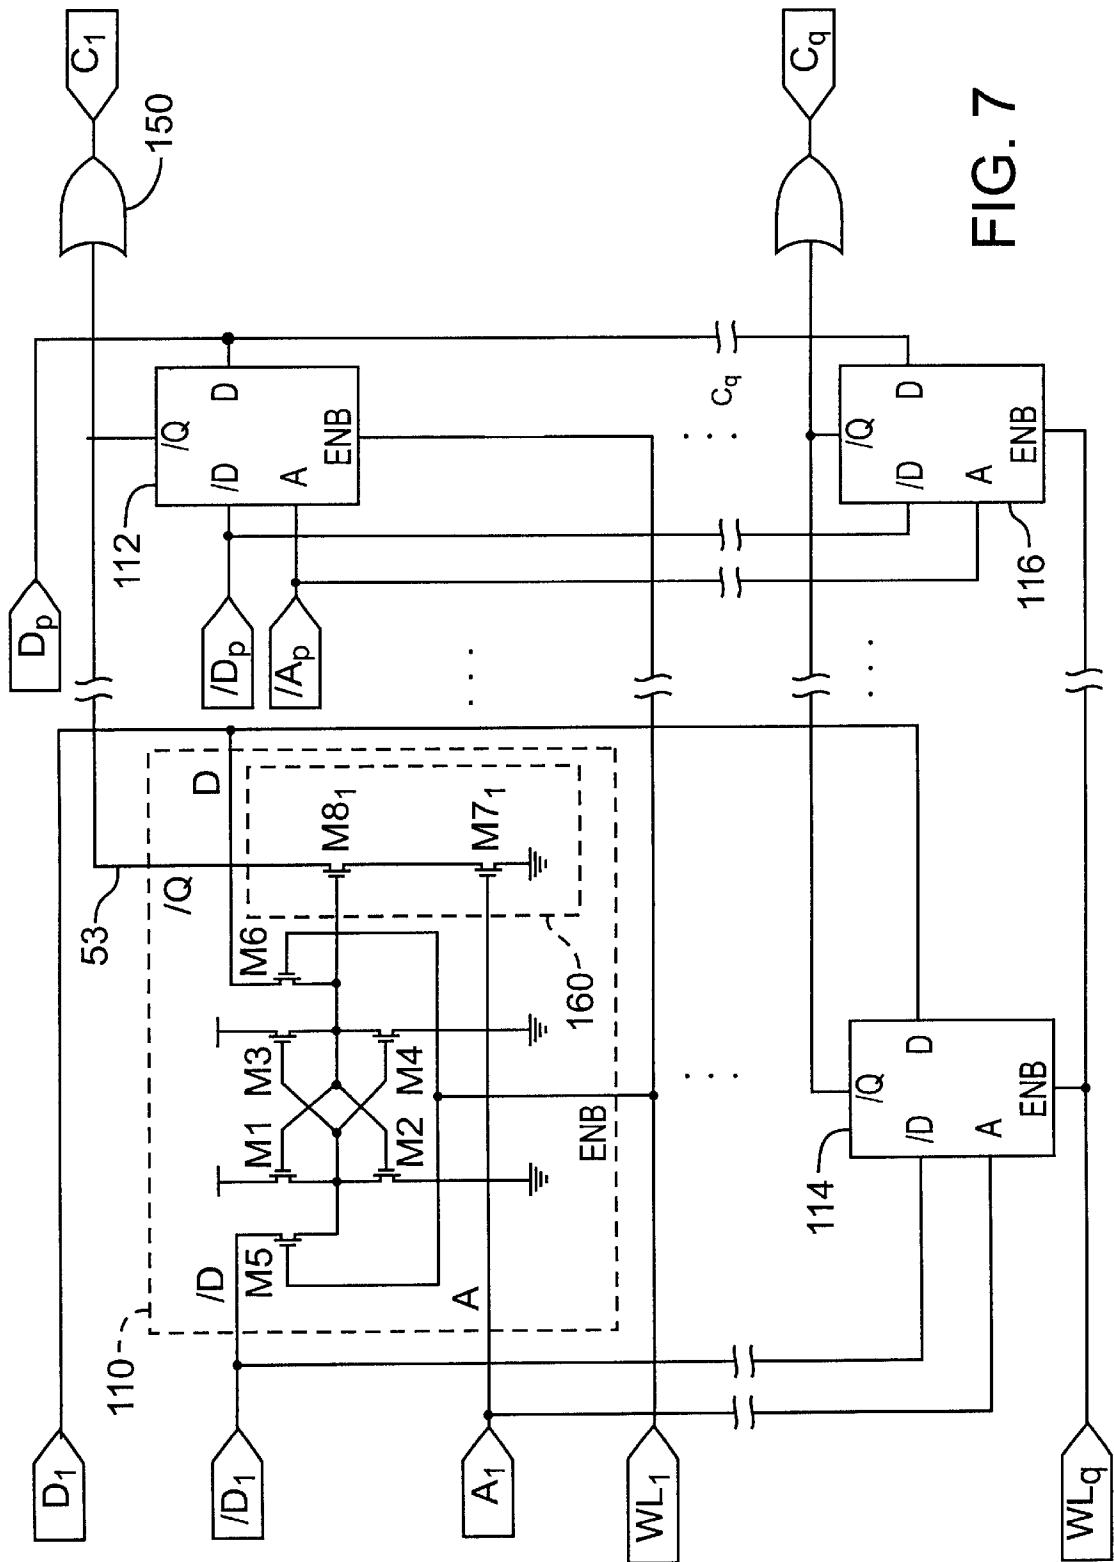 D1
/D1
A1
WL1
WLq
110
/D
M5
A
M1
M2
M3
M4
M6
ENB
53
/Q
D
M81
M71
160
Dp
/Dp
/Ap
. . .
112
/Q
/D
D
A
ENB
150
C1
. . .
. . .
Cq
114
/Q
/D
D
A
ENB
. . .
116
/Q
/D
D
A
ENB
Cq
. . .
FIG. 7